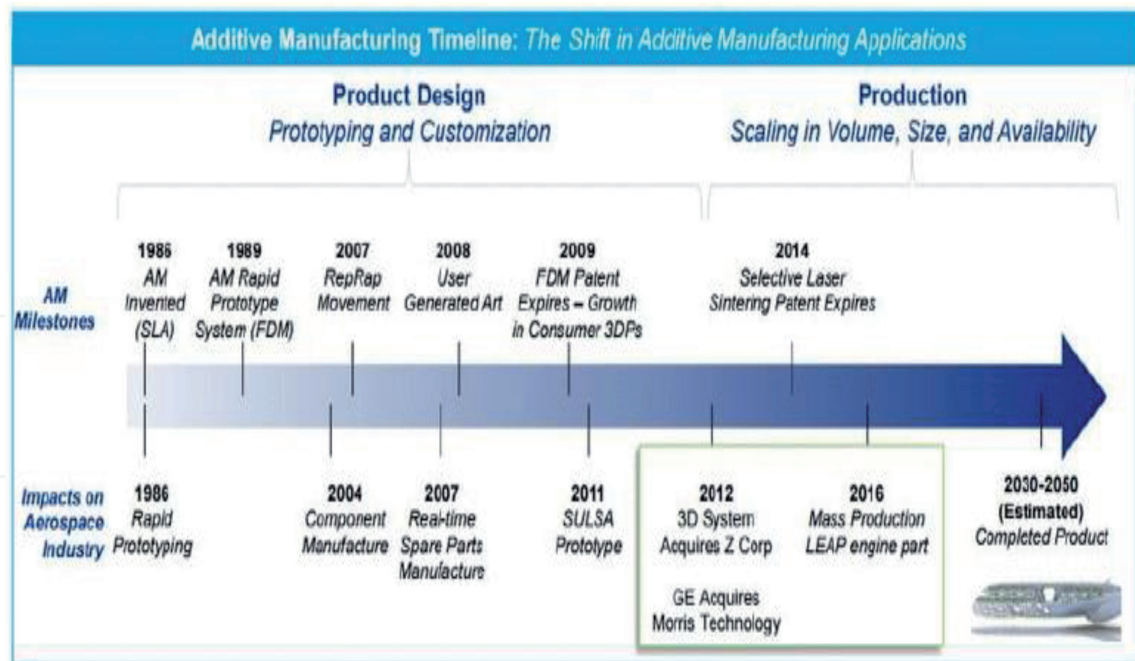 Additive Manufacturing Timeline: The Shift in Additive Manufacturing Applications
Product Design
Prototyping and Customization
Production
Scaling in Volume, Size, and Availability
AM
Milestones
1986
AM
Invented
(SLA)
1989
AM Rapid
Prototype
System (FDM)
2007
RepRap
Movement
2008
User
Generated Art
2009
FDM Patent
Expires – Growth
in Consumer 3DPs
2014
Selective Laser
Sintering Patent Expires
Impacts on
Aerospace
Industry
1986
Rapid
Prototyping
2004
Component
Manufacture
2007
Real-time
Spare Parts
Manufacture
2011
SULSA
Prototype
2012
3D System
Acquires Z Corp
GE Acquires
Morris Technology
2016
Mass Production
LEAP engine part
2030-2050
(Estimated)
Completed Product